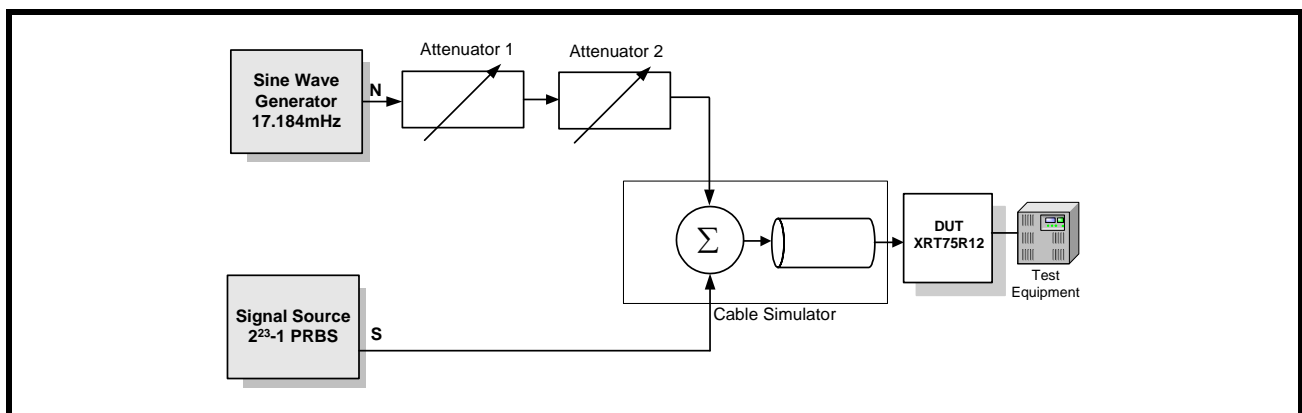 Attenuator 1
Attenuator 2
Sine Wave
Generator
17.184mHz
N
Σ
DUT
XRT75R12
Test
Equipment
Cable Simulator
Signal Source
2²³-1 PRBS
S